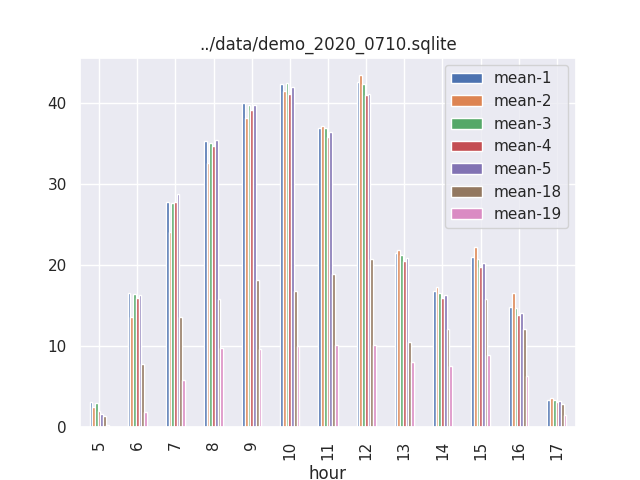 ../data/demo_2020_0710.sqlite
mean-1
mean-2
mean-3
mean-4
mean-5
mean-18
mean-19
40
30
20
10
0
5 6 7 8 9 10 11 12 13 14 15 16 17
hour